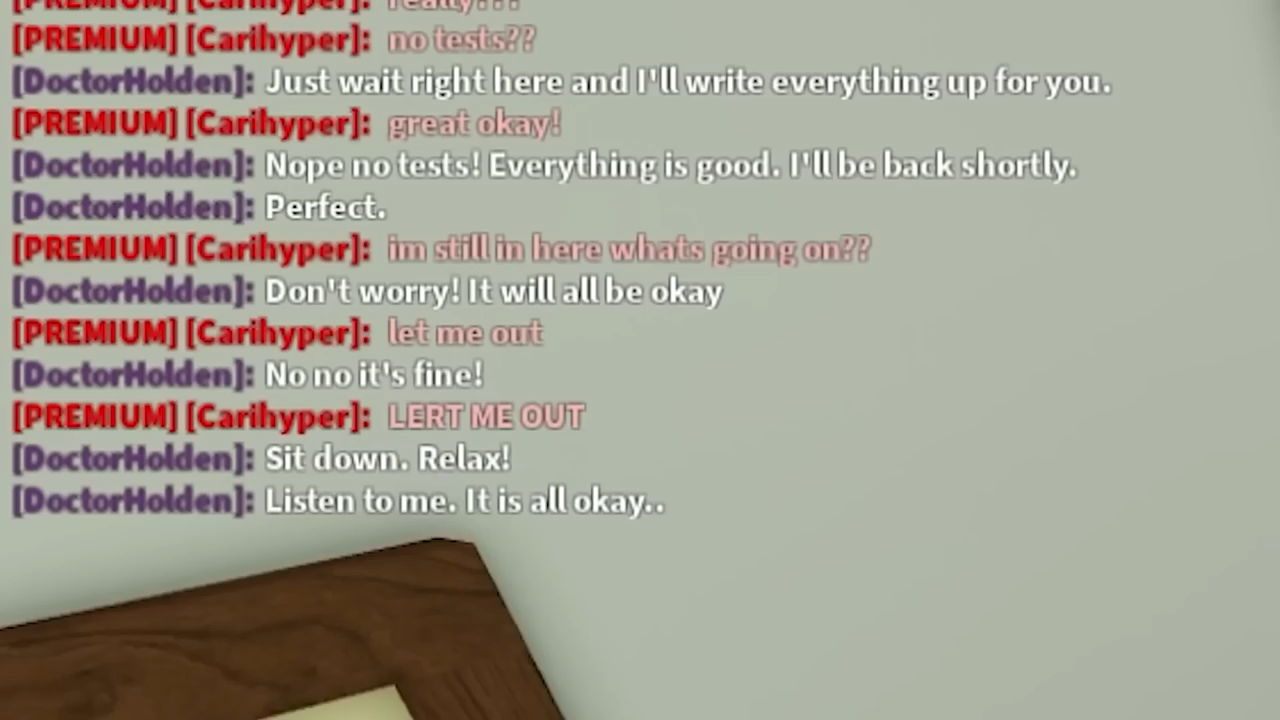 [PREMIUM] [Carihyper]: really???
[PREMIUM] [Carihyper]: no tests??
[DoctorHolden]: Just wait right here and I'll write everything up for you.
[PREMIUM] [Carihyper]: great okay!
[DoctorHolden]: Nope no tests! Everything is good. I'll be back shortly.
[DoctorHolden]: Perfect.
[PREMIUM] [Carihyper]: im still in here whats going on??
[DoctorHolden]: Don't worry! It will all be okay
[PREMIUM] [Carihyper]: let me out
[DoctorHolden]: No no it's fine!
[PREMIUM] [Carihyper]: LERT ME OUT
[DoctorHolden]: Sit down. Relax!
[DoctorHolden]: Listen to me. It is all okay..